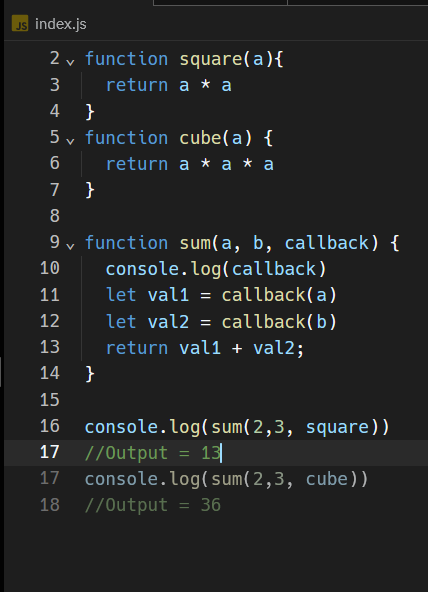 JS index.js
2 function square(a){
3 return a * a
4 }
5 function cube(a) {
6 return a * a * a
7 }
8
9 function sum(a, b, callback) {
10 console.log(callback)
11 let val1 = callback(a)
12 let val2 = callback(b)
13 return val1 + val2;
14 }
15
16 console.log(sum(2,3, square))
17 //Output = 13
17 console.log(sum(2,3, cube))
18 //Output = 36